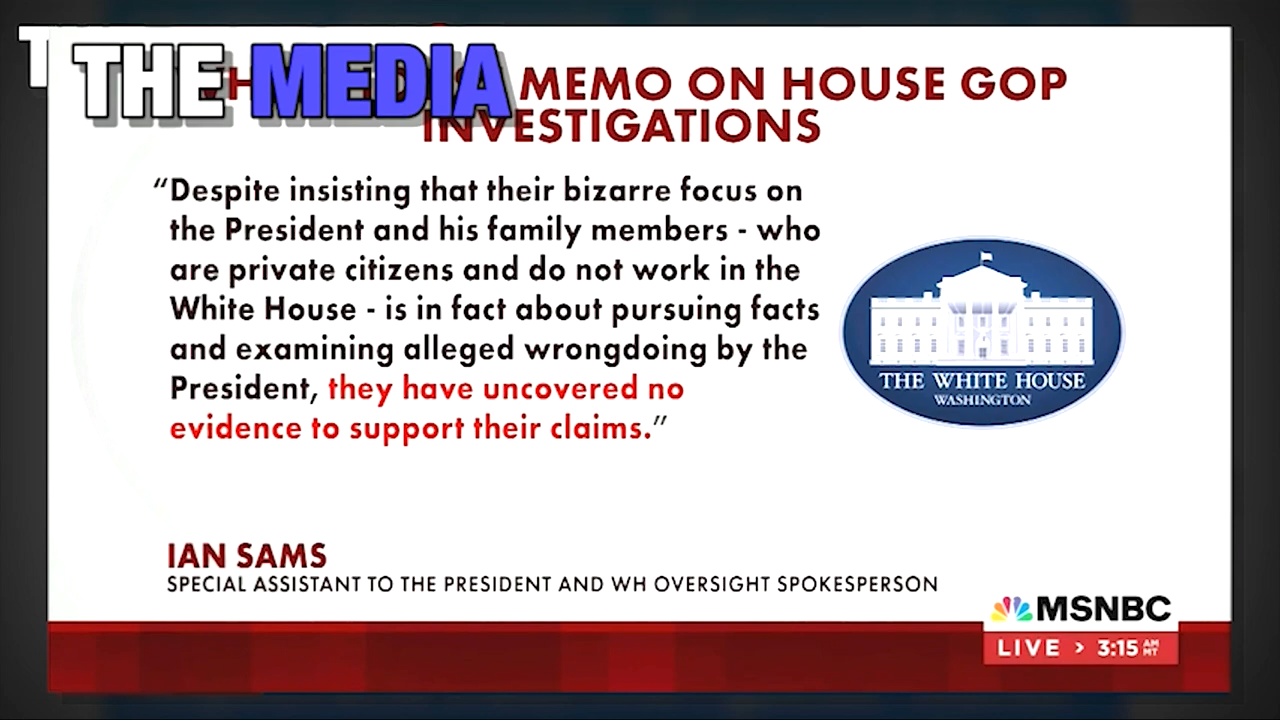 THE MEDIA
MEMO ON HOUSE GOP
INVESTIGATIONS
“Despite insisting that their bizarre focus on
the President and his family members - who
are private citizens and do not work in the
White House - is in fact about pursuing facts
and examining alleged wrongdoing by the
President, they have uncovered no
evidence to support their claims.”
THE WHITE HOUSE
WASHINGTON
IAN SAMS
SPECIAL ASSISTANT TO THE PRESIDENT AND WH OVERSIGHT SPOKESPERSON
MSNBC
LIVE > 3:15 AM MT